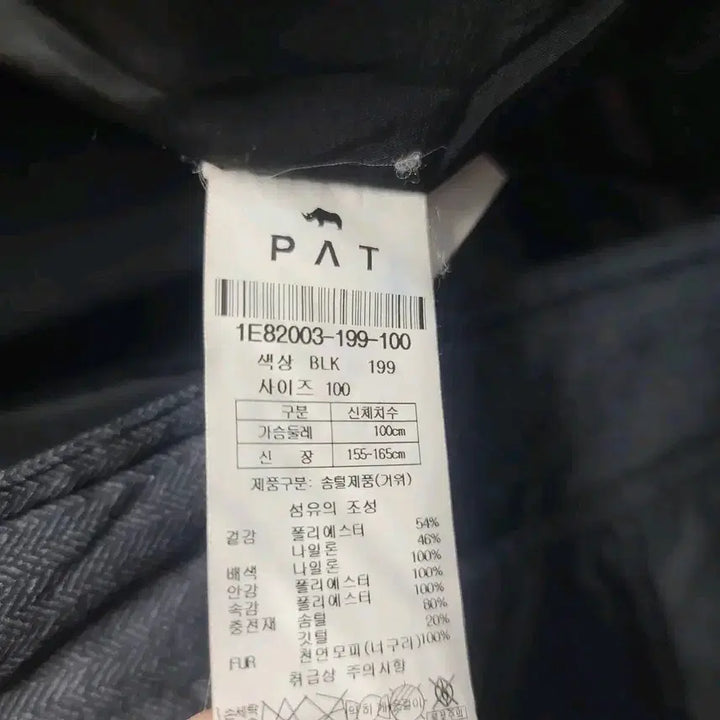 PAT
1E82003-199-100
색상 BLK 199
사이즈 100
구분 신체치수
가슴둘레 100cm
신 장 155-165cm
제품구분: 솜털제품(거위)
섬유의 조성
겉감 폴리에스터 54%
나일론 46%
배색 나일론 100%
안감 폴리에스터 100%
속감 폴리에스터 100%
충전재 솜털 80%
깃털 20%
FUR 천연모피(너구리)100%
취급상 주의사항
손세탁